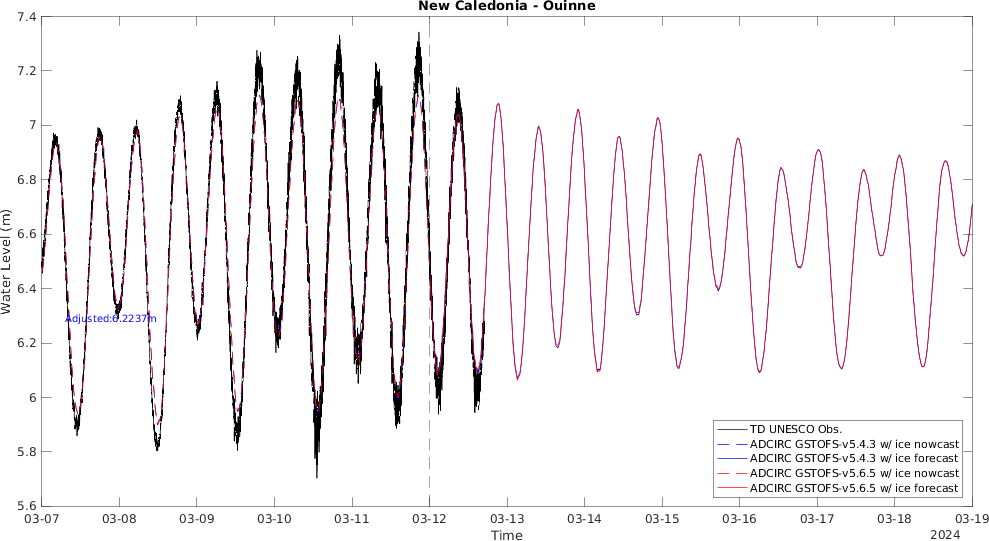 New Caledonia - Ouinne
7.4
7.2
7
6.8
6.6
6.4
6.2
6
5.8
5.6
Water Level (m)
Adjusted:6.2237m
TD UNESCO Obs.
ADCIRC GSTOFS-v5.4.3 w/ ice nowcast
ADCIRC GSTOFS-v5.4.3 w/ ice forecast
ADCIRC GSTOFS-v5.6.5 w/ ice nowcast
ADCIRC GSTOFS-v5.6.5 w/ ice forecast
03-07 03-08 03-09 03-10 03-11 03-12 03-13 03-14 03-15 03-16 03-17 03-18 03-19
Time
2024